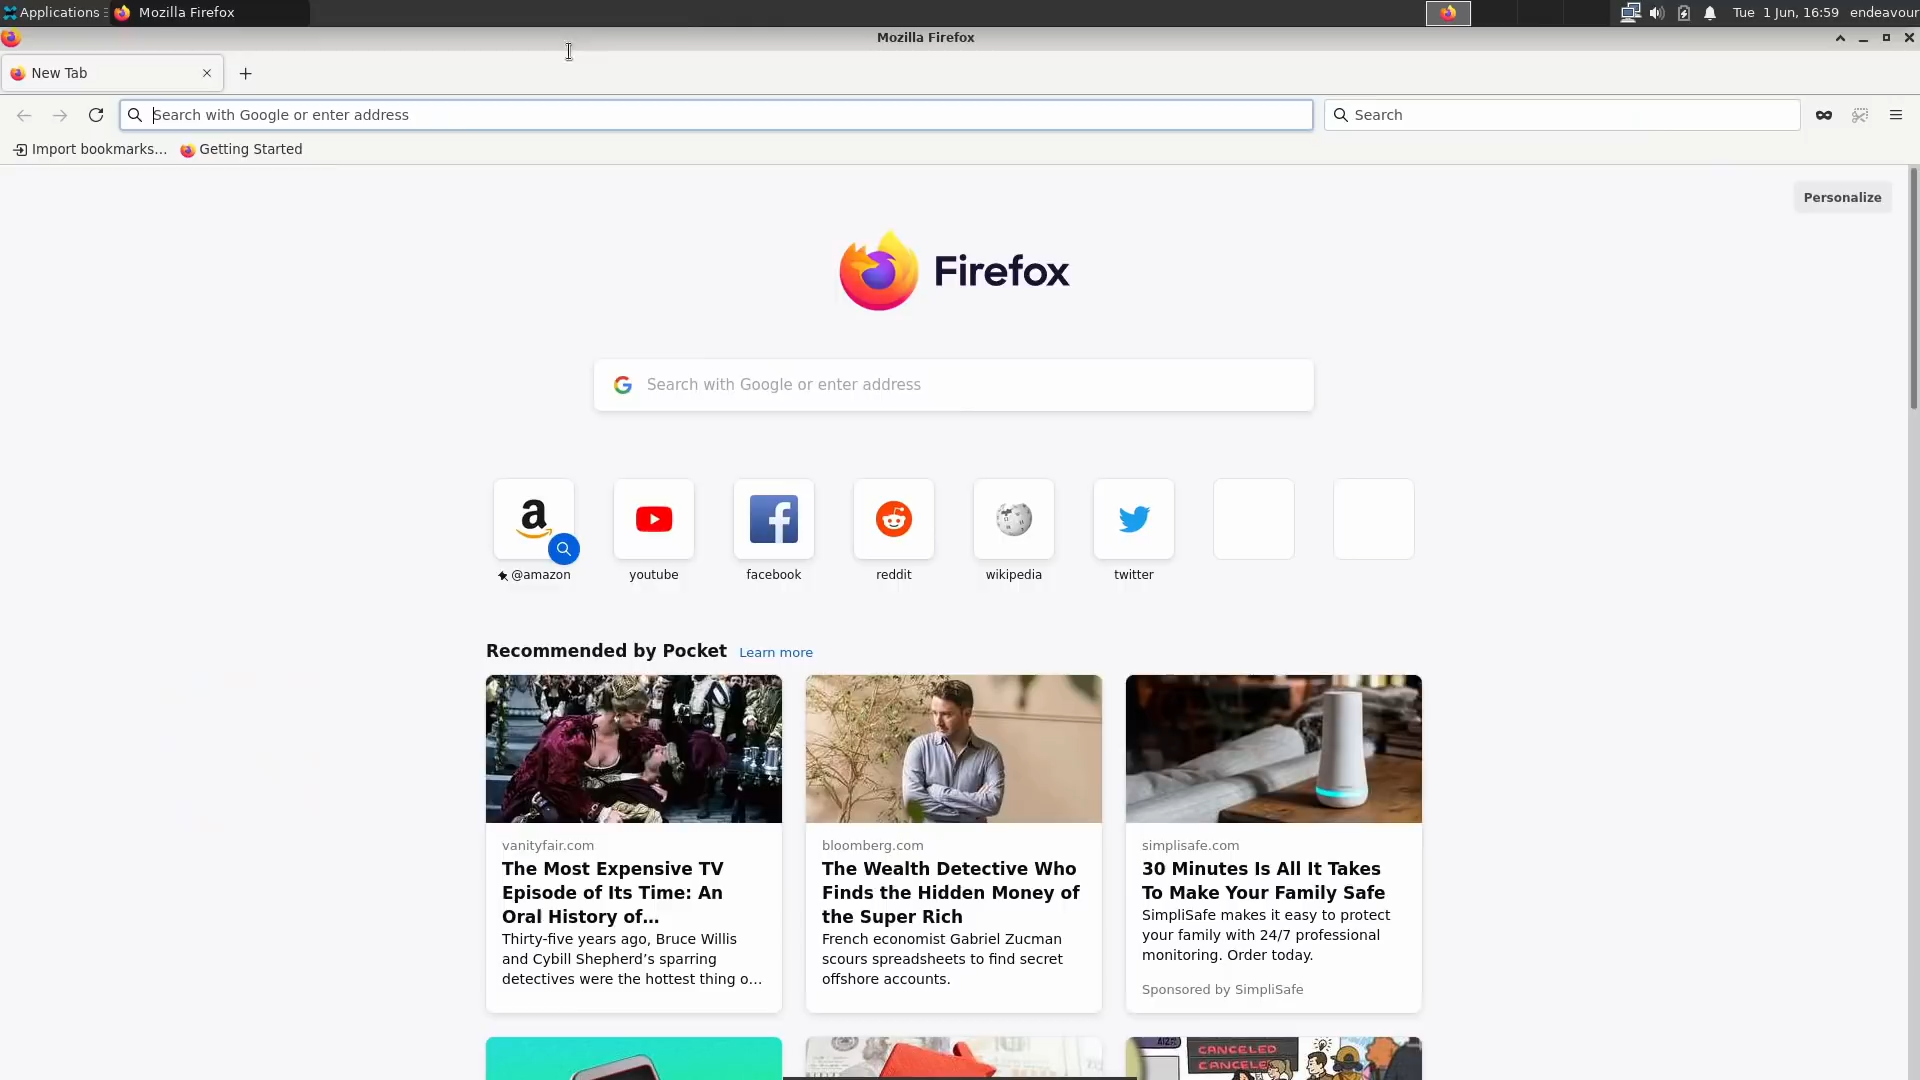 Applications
Mozilla Firefox
Tue 1 Jun, 16:59
endeavour
Mozilla Firefox
New Tab
Search with Google or enter address
Search
Import bookmarks...
Getting Started
Personalize
Firefox
Search with Google or enter address
@amazon
youtube
facebook
reddit
wikipedia
twitter
Recommended by Pocket
Learn more
vanityfair.com
The Most Expensive TV
Episode of Its Time: An
Oral History of...
Thirty-five years ago, Bruce Willis
and Cybill Shepherd's sparring
detectives were the hottest thing o...
bloomberg.com
The Wealth Detective Who
Finds the Hidden Money of
the Super Rich
French economist Gabriel Zucman
scours spreadsheets to find secret
offshore accounts.
simplisafe.com
30 Minutes Is All It Takes
To Make Your Family Safe
SimpliSafe makes it easy to protect
your family with 24/7 professional
monitoring. Order today.
Sponsored by SimpliSafe
CANCELED